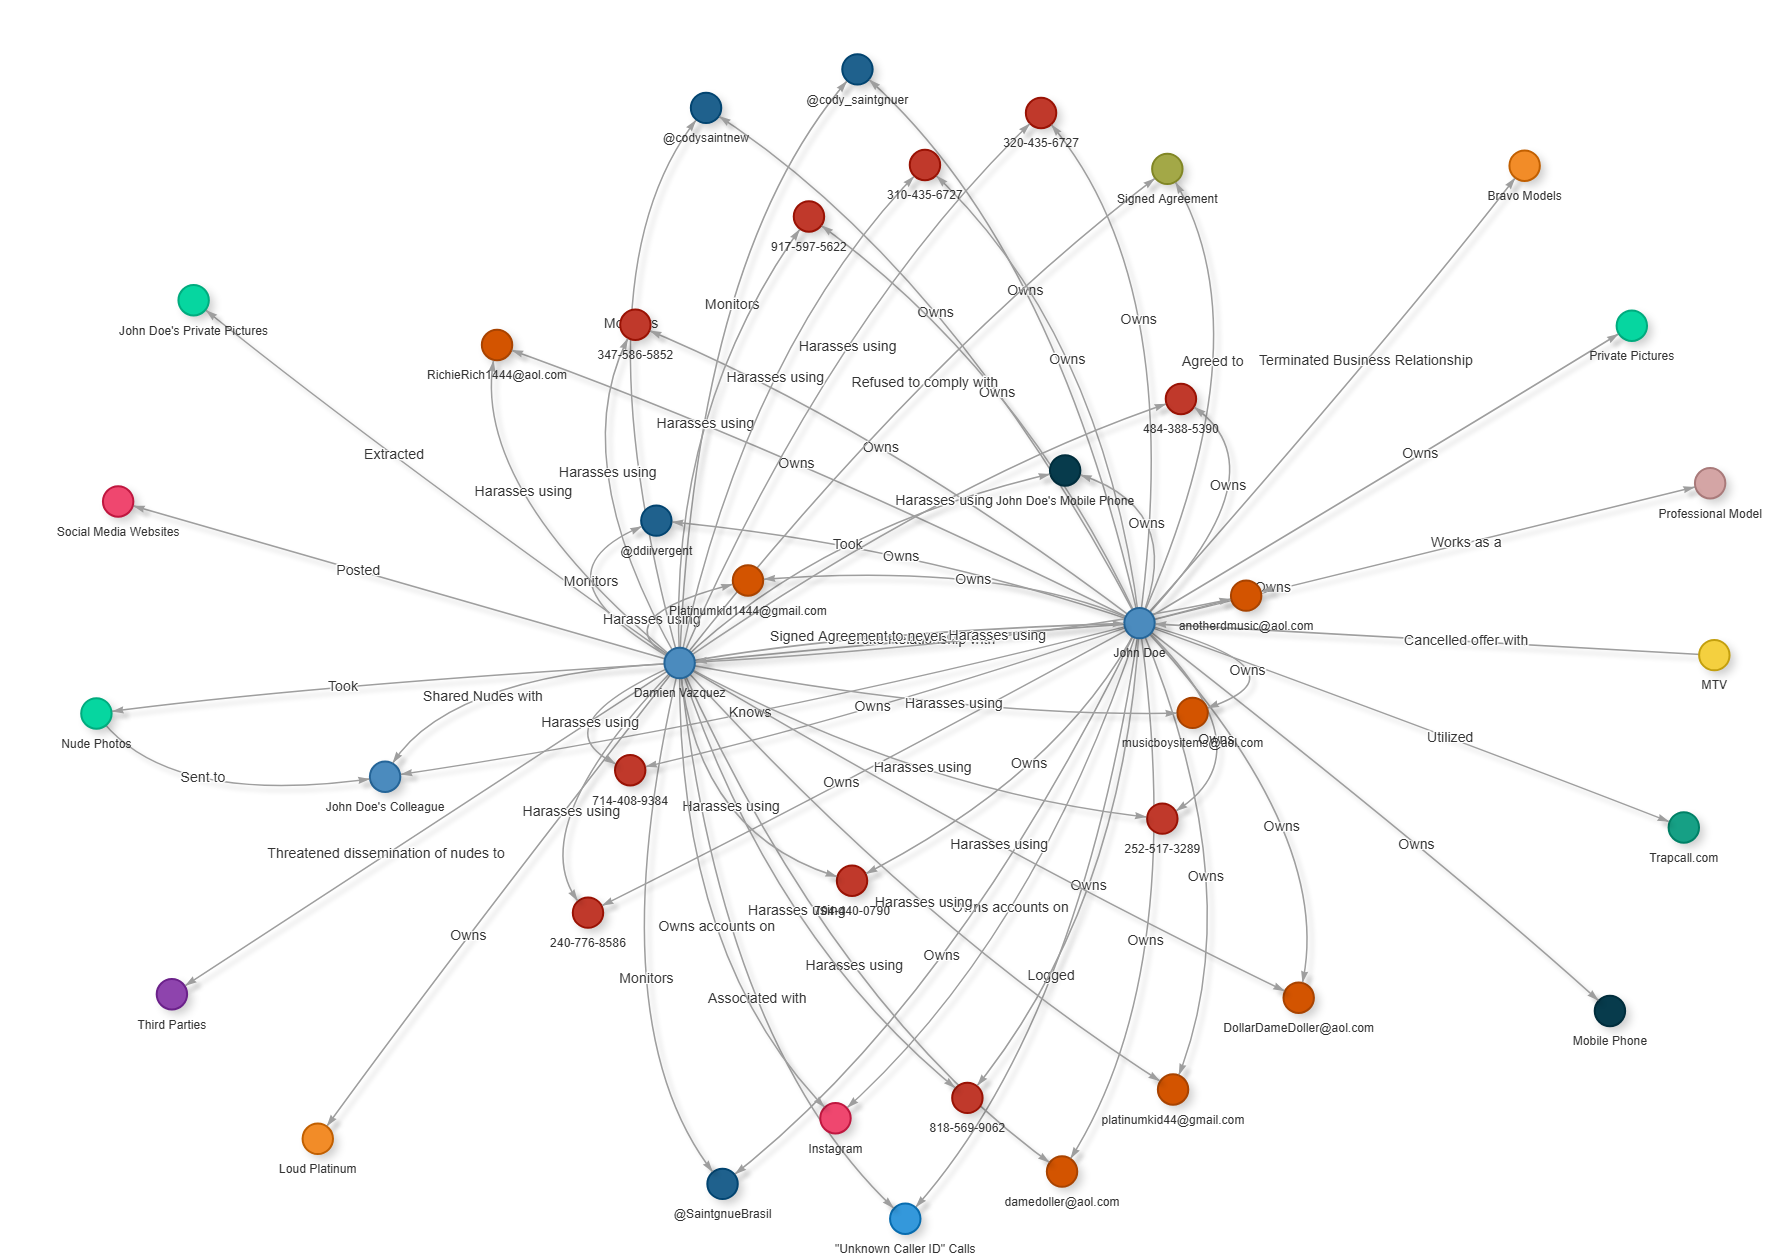 @cody_saintgnuer
@codysaintnew
320-435-6727
310-435-6727
Signed Agreement
Bravo Models
917-597-5622
Owns
Monitors
Owns
Owns
John Doe's Private Pictures
347-586-5852
Harasses using
Owns
Agreed to
Terminated Business Relationship
Private Pictures
RichieRich1444@aol.com
Harasses using
Refused to comply with
Owns
Harasses using
484-388-5390
Extracted
Owns
Owns
Owns
Harasses using
Harasses using
Harasses using
John Doe's Mobile Phone
Owns
Professional Model
Social Media Websites
Owns
@ddiivergent
Took
Owns
Works as a
Posted
Monitors
Owns
Owns
Platinumkid1444@gmail.com
Harasses using
anotherdmusic@aol.com
Signed Agreement to never
Harasses using
Cancelled offer with
John Doe
Owns
MTV
Took
Damien Vazquez
Shared Nudes with
Knows
Owns
Harasses using
Harasses using
Nude Photos
musicboysitems@aol.com
Owns
Utilized
Sent to
Harasses using
Owns
Owns
John Doe's Colleague
714-408-9384
Harasses using
Harasses using
Owns
Owns
252-517-3289
Threatened dissemination of nudes to
Harasses using
Trapcall.com
Owns
Owns
Harasses using
Harasses using
Owns accounts on
Owns
240-776-8586
Owns accounts on
Owns
Owns
Harasses using
Monitors
Logged
Associated with
Third Parties
DollarDameDoller@aol.com
Mobile Phone
818-569-9062
platinumkid44@gmail.com
Instagram
Loud Platinum
damedoller@aol.com
@SaintgnueBrasil
"Unknown Caller ID" Calls